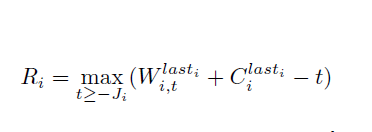 R_i = max_{t≥−J_i} (W_{i,t}^{last_i} + C_i^{last_i} − t)